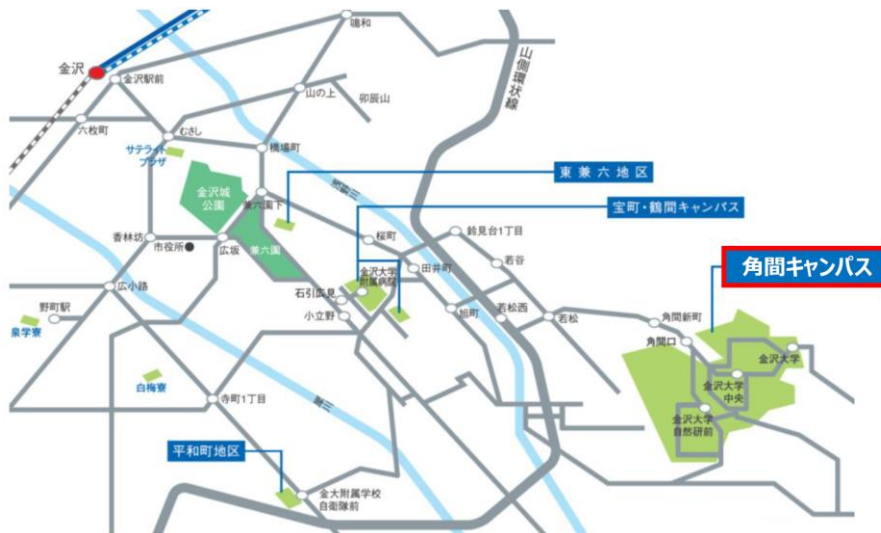 鳴和
金沢
金沢駅前
山側環状線
山の上
卯辰山
六枚町
むさし
サテライト
プラザ
橋場町
東兼六地区
金沢城
公園
兼六園下
宝町・鶴間キャンパス
香林坊
市役所
広坂
兼六園
桜町
鈴見台1丁目
田井町
若谷
角間キャンパス
金沢大学
附属病院
石引広見
広小路
小立野
旭町
若松西
若松
角間新町
野町駅
泉学寮
角間口
金沢大学
白梅寮
金沢大学
中央
寺町1丁目
犀川
金沢大学
自然研前
平和町地区
金大附属学校
自衛隊前